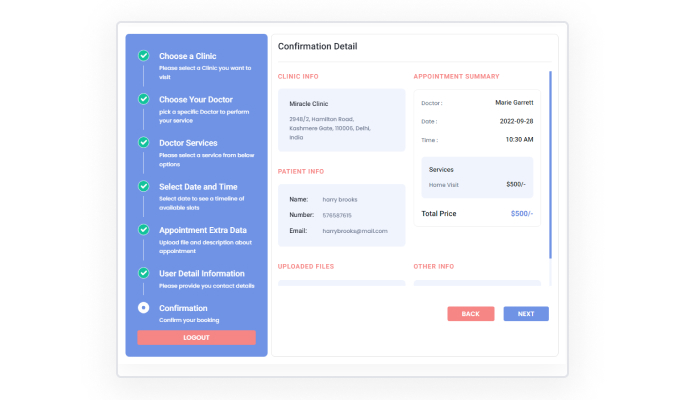 Choose a Clinic
Please select a Clinic you want to
visit
Choose Your Doctor
pick a specific Doctor to perform
your service
Doctor Services
Please select a service from below
options
Select Date and Time
Select date to see a timeline of
available slots
Appointment Extra Data
Upload file and description about
appointment
User Detail Information
Please provide you contact details
Confirmation
Confirm your booking
LOGOUT
Confirmation Detail
CLINIC INFO
Miracle Clinic
2948/2, Hamilton Road,
Kashmere Gate, 110006, Delhi,
India
PATIENT INFO
Name: harry brooks
Number: 576587615
Email: harrybrooks@mail.com
UPLOADED FILES
APPOINTMENT SUMMARY
Doctor : Marie Garrett
Date : 2022-09-28
Time : 10:30 AM
Services
Home Visit $500/-
Total Price $500/-
OTHER INFO
BACK
NEXT